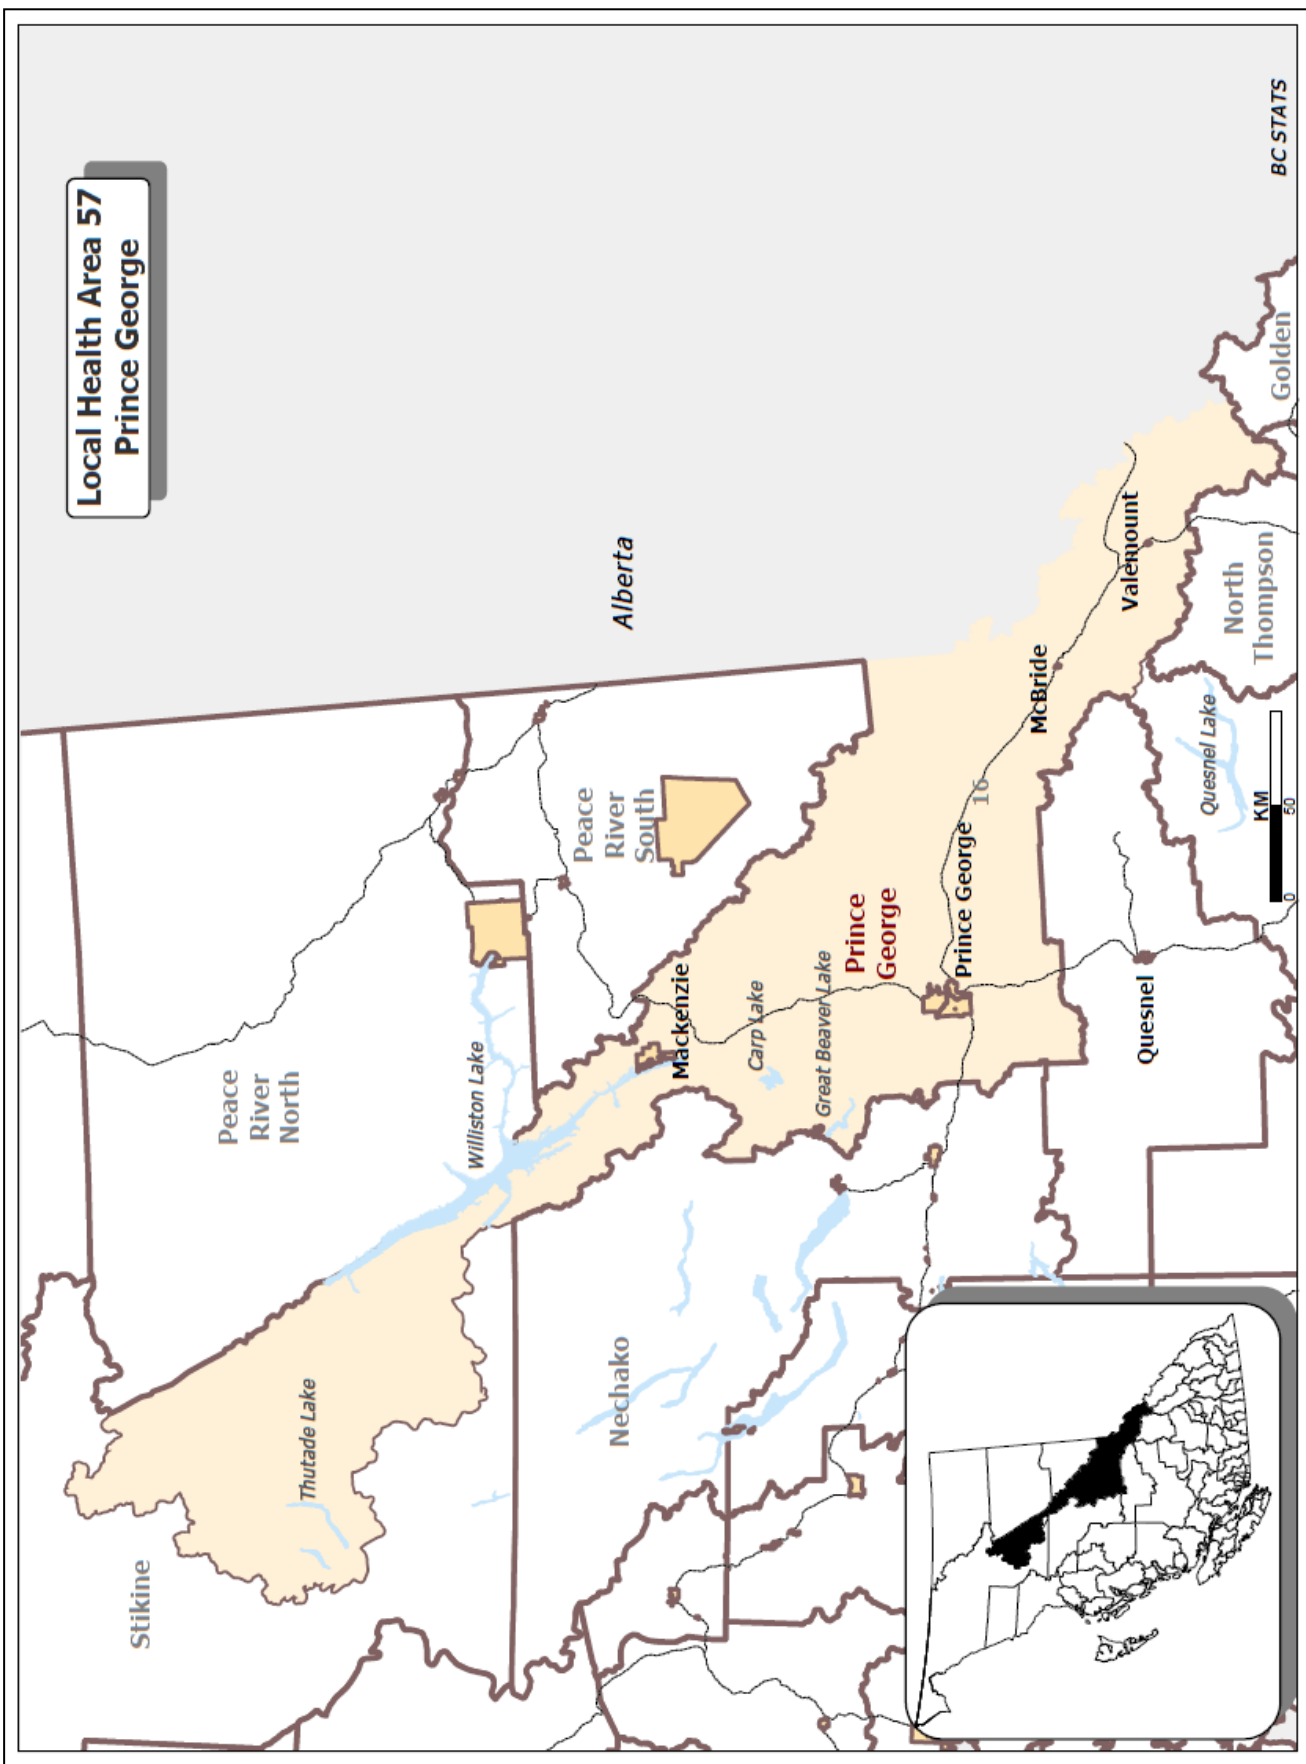 Local Health Area 57
Prince George
Stikine
Thutade Lake
Peace
River
North
Williston Lake
Nechako
Peace
River
South
Alberta
Mackenzie
Carp Lake
Great Beaver Lake
Prince
George
Prince George
16
McBride
Valemount
Quesnel
Quesnel Lake
North
Thompson
Golden
KM
0 50
BC STATS